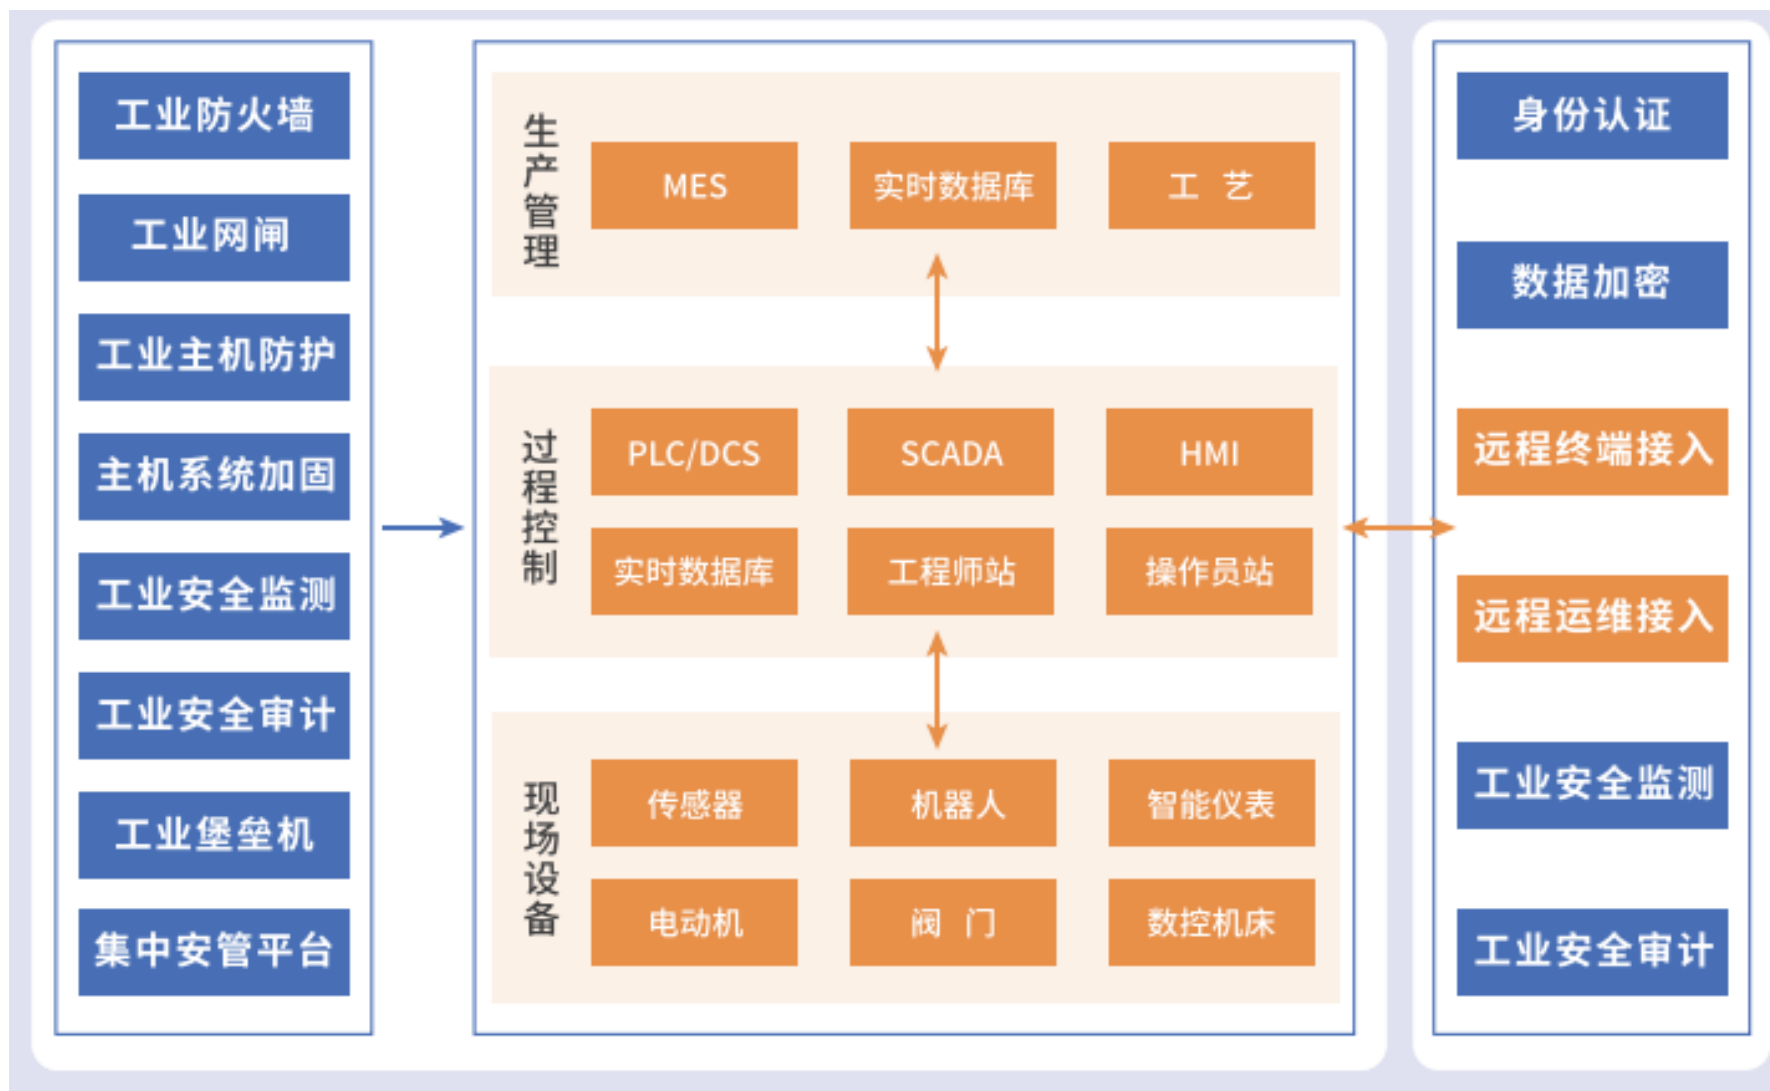 工业防火墙
工业网闸
工业主机防护
主机系统加固
工业安全监测
工业安全审计
工业堡垒机
集中安管平台
生产管理
MES
实时数据库
工 艺
过程控制
PLC/DCS
SCADA
HMI
实时数据库
工程师站
操作员站
现场设备
传感器
机器人
智能仪表
电动机
阀 门
数控机床
身份认证
数据加密
远程终端接入
远程运维接入
工业安全监测
工业安全审计